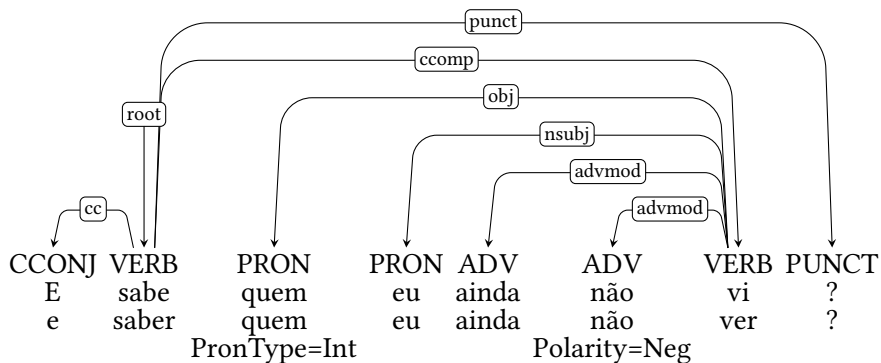 punct
ccomp
root
obj
nsubj
advmod
cc advmod
CCONJ VERB PRON PRON ADV ADV VERB PUNCT
E sabe quem eu ainda não vi ?
e saber quem eu ainda não ver ?
PronType=Int Polarity=Neg